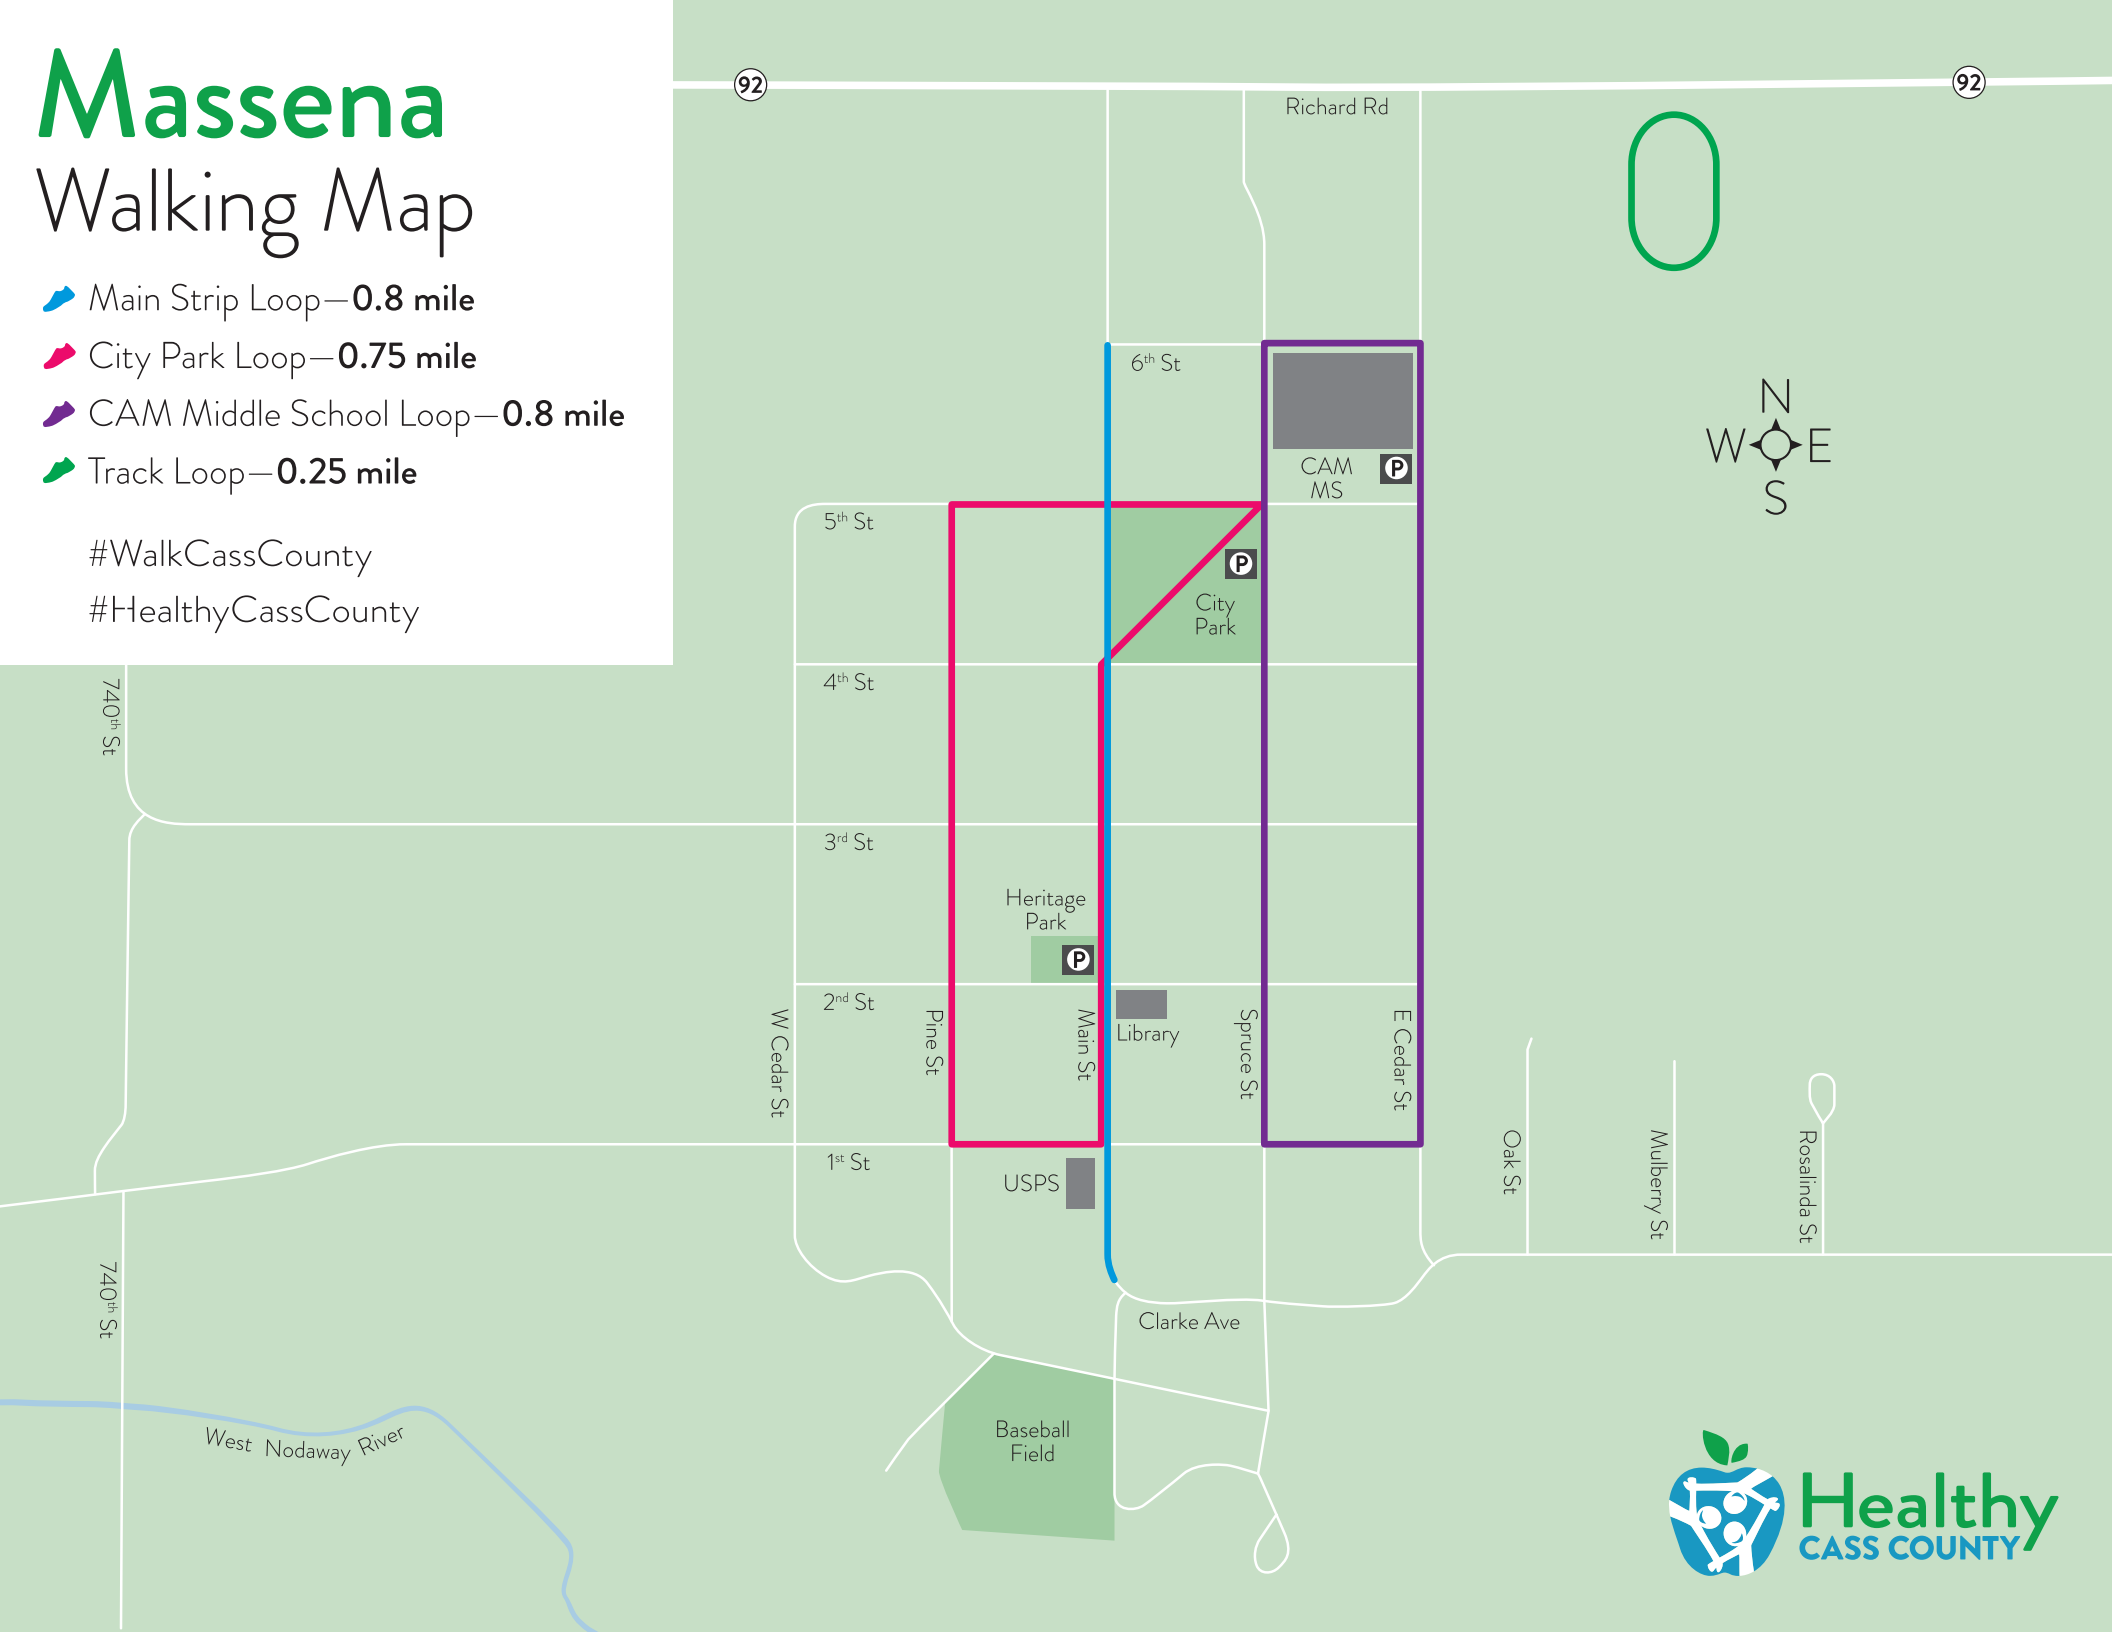 Massena
Walking Map
Main Strip Loop—0.8 mile
City Park Loop—0.75 mile
CAM Middle School Loop—0.8 mile
Track Loop—0.25 mile
#WalkCassCounty
#HealthyCassCounty
92
92
Richard Rd
6th St
CAM
MS
P
N
W E
S
5th St
P
City
Park
4th St
740th St
3rd St
Heritage
Park
P
2nd St
Library
W Cedar St
Pine St
Main St
Spruce St
E Cedar St
Oak St
Mulberry St
Rosalinda St
1st St
USPS
740th St
Clarke Ave
Baseball
Field
West Nodaway River
Healthy
CASS COUNTY